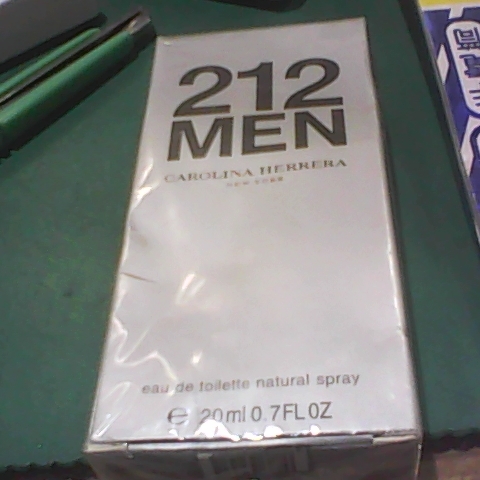 212
MEN
CAROLINA HERRERA
NEW YORK
eau de toilette natural spray
e 20ml 0.7FL OZ